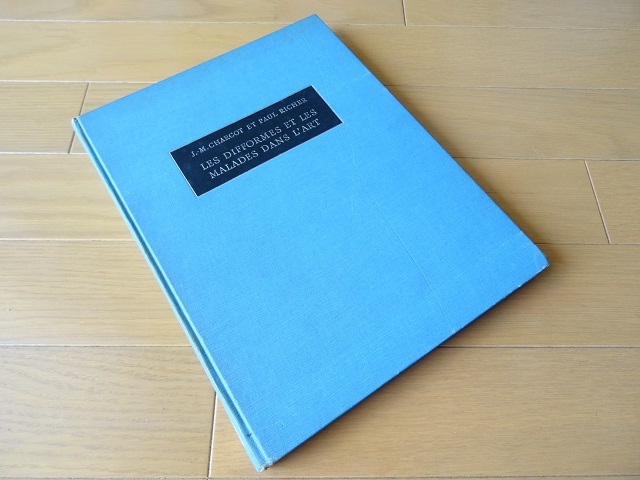 J.-M. CHARCOT ET PAUL RICHER
LES DIFFORMES ET LES
MALADES DANS L'ART